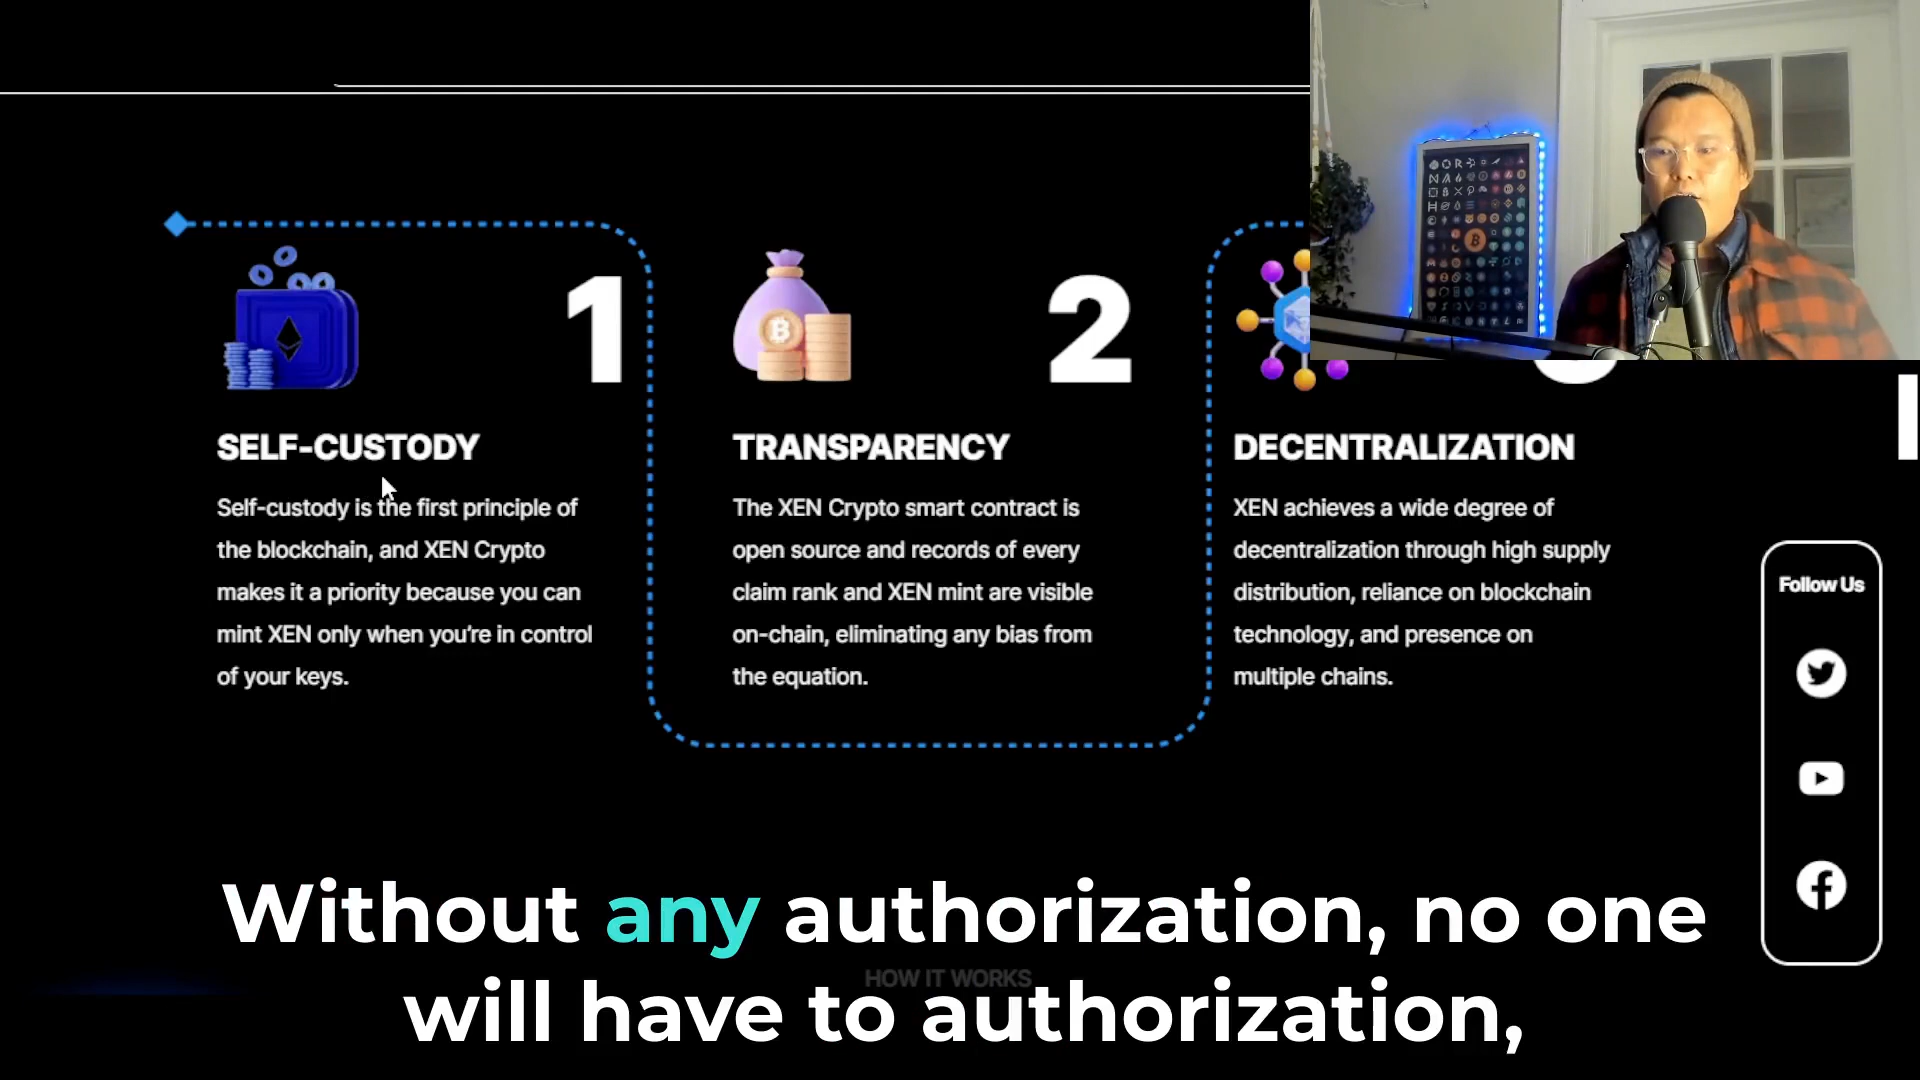 1
SELF-CUSTODY
Self-custody is the first principle of
the blockchain, and XEN Crypto
makes it a priority because you can
mint XEN only when you're in control
of your keys.
2
TRANSPARENCY
The XEN Crypto smart contract is
open source and records of every
claim rank and XEN mint are visible
on-chain, eliminating any bias from
the equation.
DECENTRALIZATION
XEN achieves a wide degree of
decentralization through high supply
distribution, reliance on blockchain
technology, and presence on
multiple chains.
Follow Us
HOW IT WORKS
Without any authorization, no one
will have to authorization,